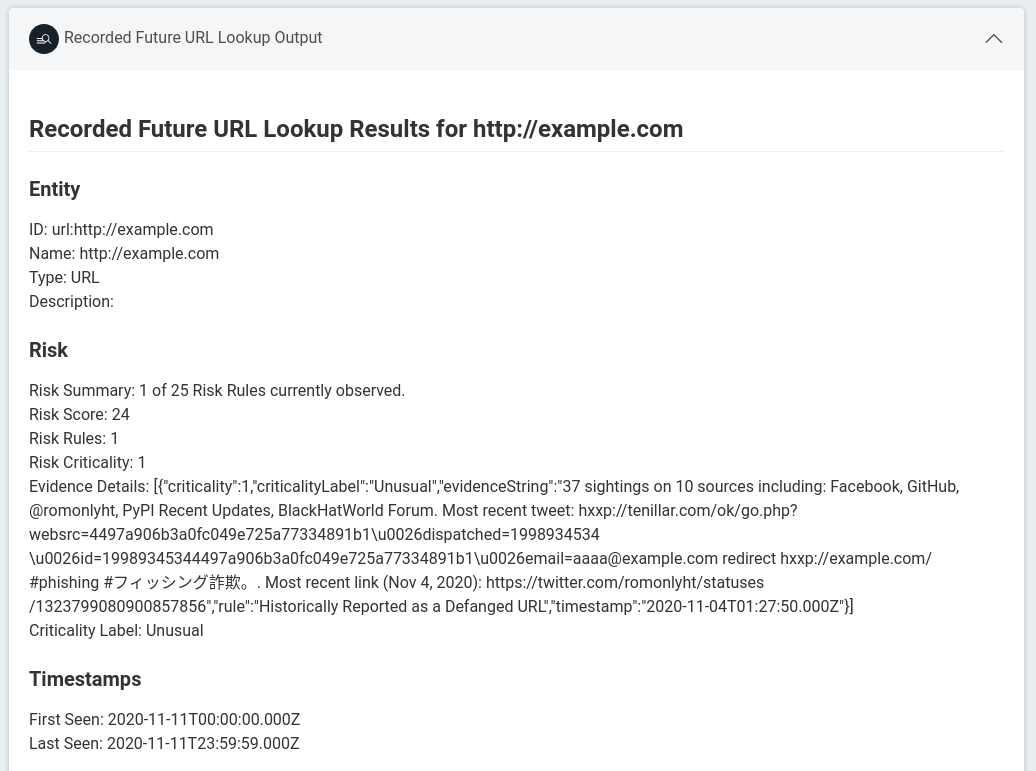 Recorded Future URL Lookup Output
Recorded Future URL Lookup Results for http://example.com
Entity
ID: url:http://example.com
Name: http://example.com
Type: URL
Description:
Risk
Risk Summary: 1 of 25 Risk Rules currently observed.
Risk Score: 24
Risk Rules: 1
Risk Criticality: 1
Evidence Details: [{"criticality":1,"criticalityLabel":"Unusual","evidenceString":"37 sightings on 10 sources including: Facebook, GitHub,
@romonlyht, PyPI Recent Updates, BlackHatWorld Forum. Most recent tweet: hxxp://tenillar.com/ok/go.php?
websrc=4497a906b3a0fc049e725a77334891b1\u0026dispatched=1998934534
\u0026id=19989345344497a906b3a0fc049e725a77334891b1\u0026email=aaaa@example.com redirect hxxp://example.com/
#phishing #フィッシング詐欺。. Most recent link (Nov 4, 2020): https://twitter.com/romonlyht/statuses
/1323799080900857856","rule":"Historically Reported as a Defanged URL","timestamp":"2020-11-04T01:27:50.000Z"}]
Criticality Label: Unusual
Timestamps
First Seen: 2020-11-11T00:00:00.000Z
Last Seen: 2020-11-11T23:59:59.000Z